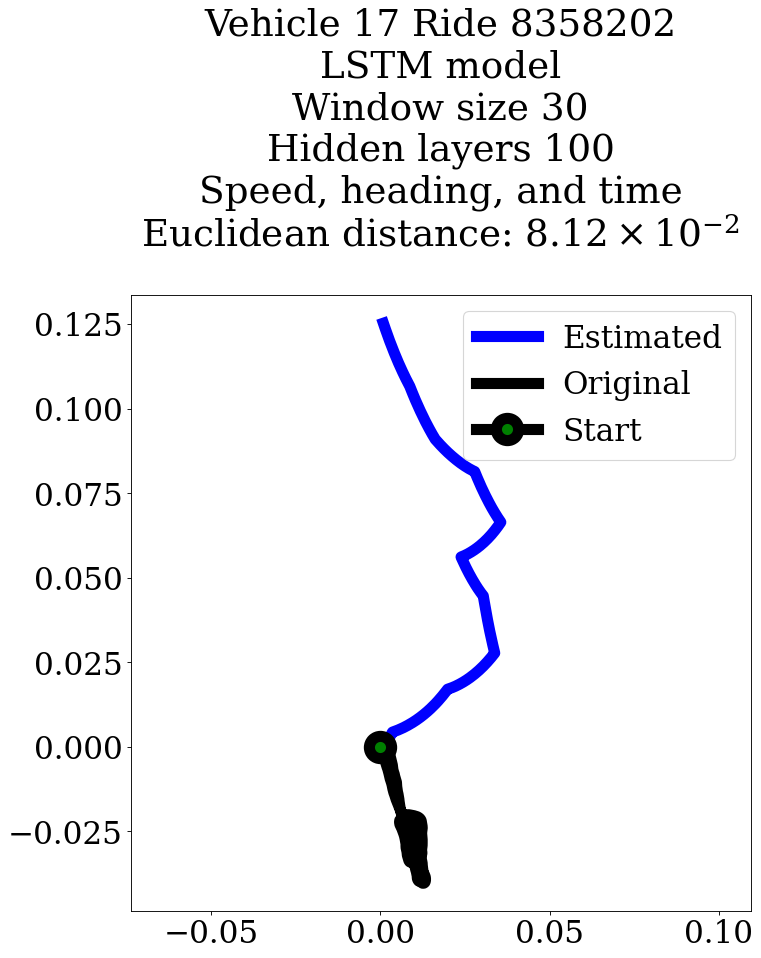 Vehicle 17 Ride 8358202
LSTM model
Window size 30
Hidden layers 100
Speed, heading, and time
Euclidean distance: 8.12 × 10⁻²
Estimated
Original
Start
0.125
0.100
0.075
0.050
0.025
0.000
−0.025
−0.05 0.00 0.05 0.10